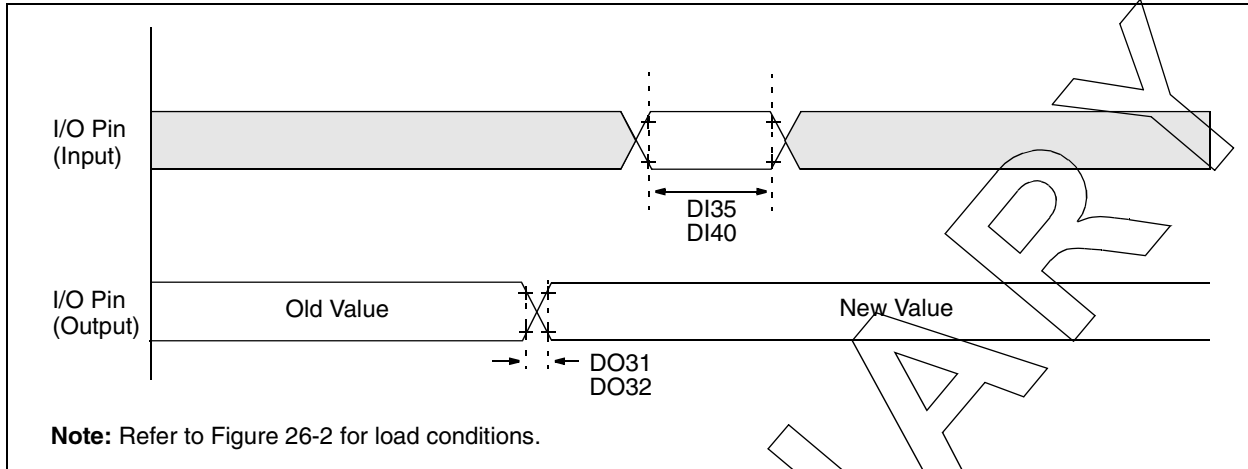 I/O Pin
(Input)
DI35
DI40
I/O Pin
(Output)
Old Value
New Value
DO31
DO32
Note: Refer to Figure 26-2 for load conditions.
A R Y